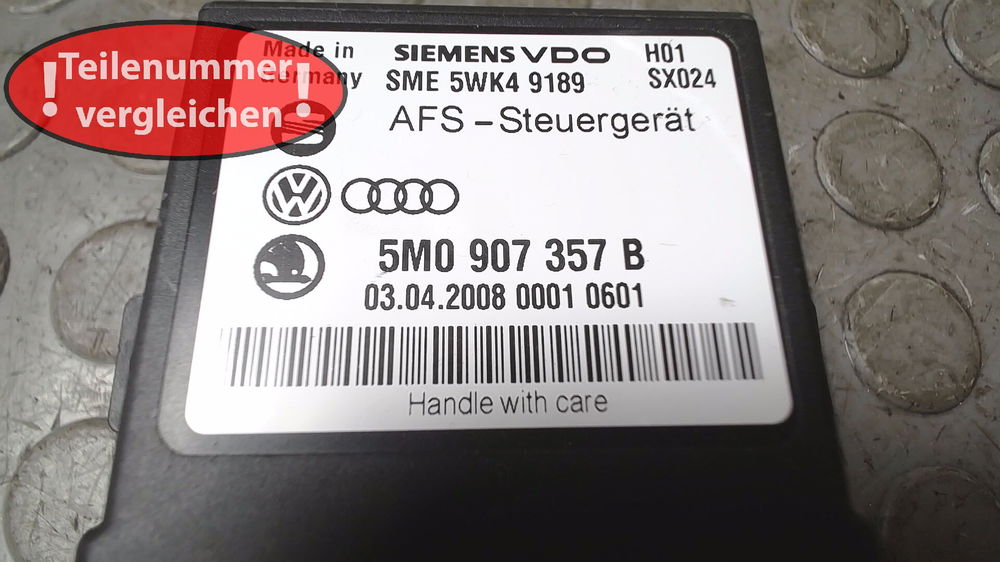 ! Teilenummer !
vergleichen
Made in SIEMENS VDO H01
Germany SME 5WK4 9189 SX024
AFS - Steuergerät
5M0 907 357 B
03.04.2008 0001 0601
Handle with care